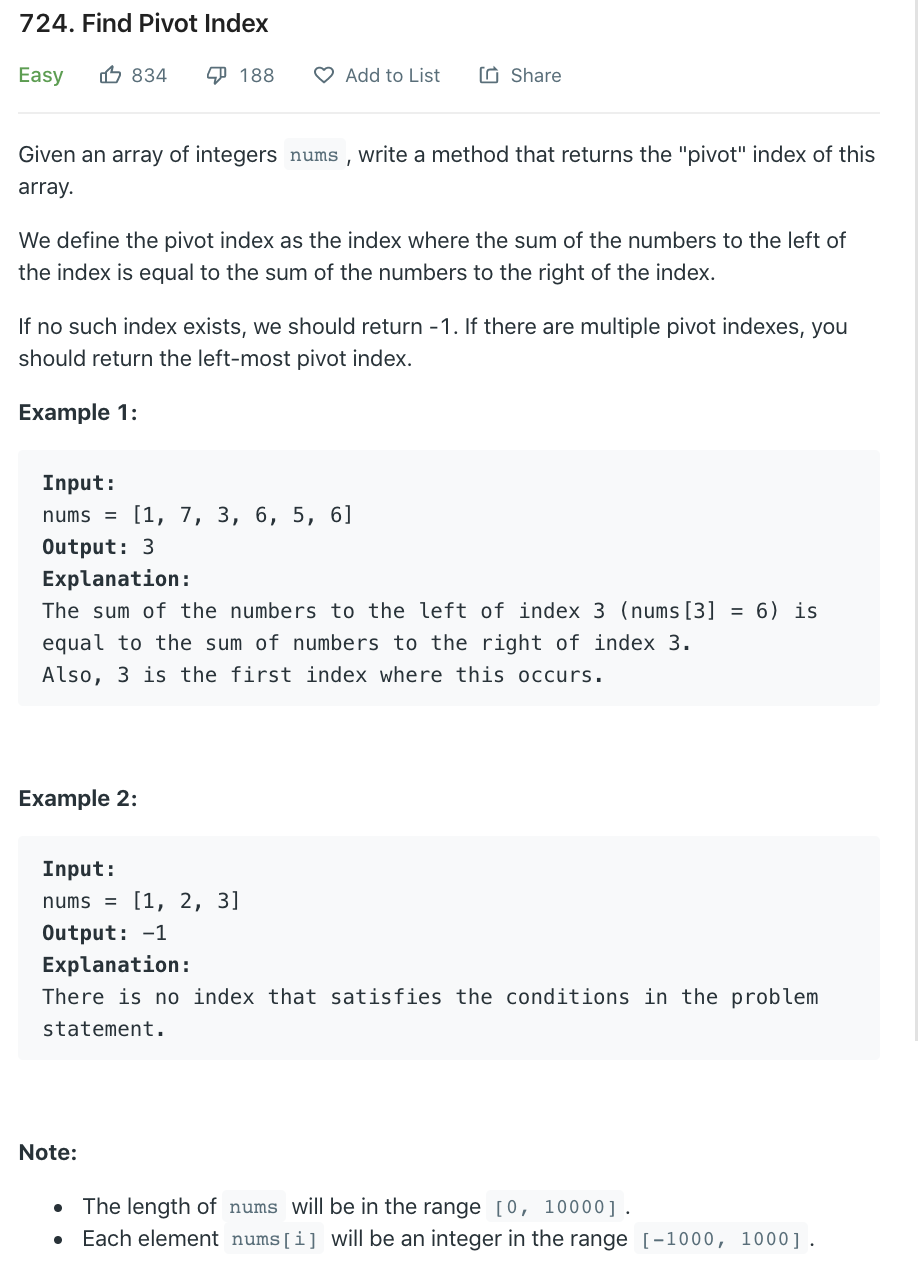 724. Find Pivot Index
Easy 834 188 Add to List Share
Given an array of integers nums , write a method that returns the "pivot" index of this
array.
We define the pivot index as the index where the sum of the numbers to the left of
the index is equal to the sum of the numbers to the right of the index.
If no such index exists, we should return -1. If there are multiple pivot indexes, you
should return the left-most pivot index.
Example 1:
Input:
nums = [1, 7, 3, 6, 5, 6]
Output: 3
Explanation:
The sum of the numbers to the left of index 3 (nums[3] = 6) is
equal to the sum of numbers to the right of index 3.
Also, 3 is the first index where this occurs.
Example 2:
Input:
nums = [1, 2, 3]
Output: -1
Explanation:
There is no index that satisfies the conditions in the problem
statement.
Note:
• The length of nums will be in the range [0, 10000] .
• Each element nums[i] will be an integer in the range [-1000, 1000] .